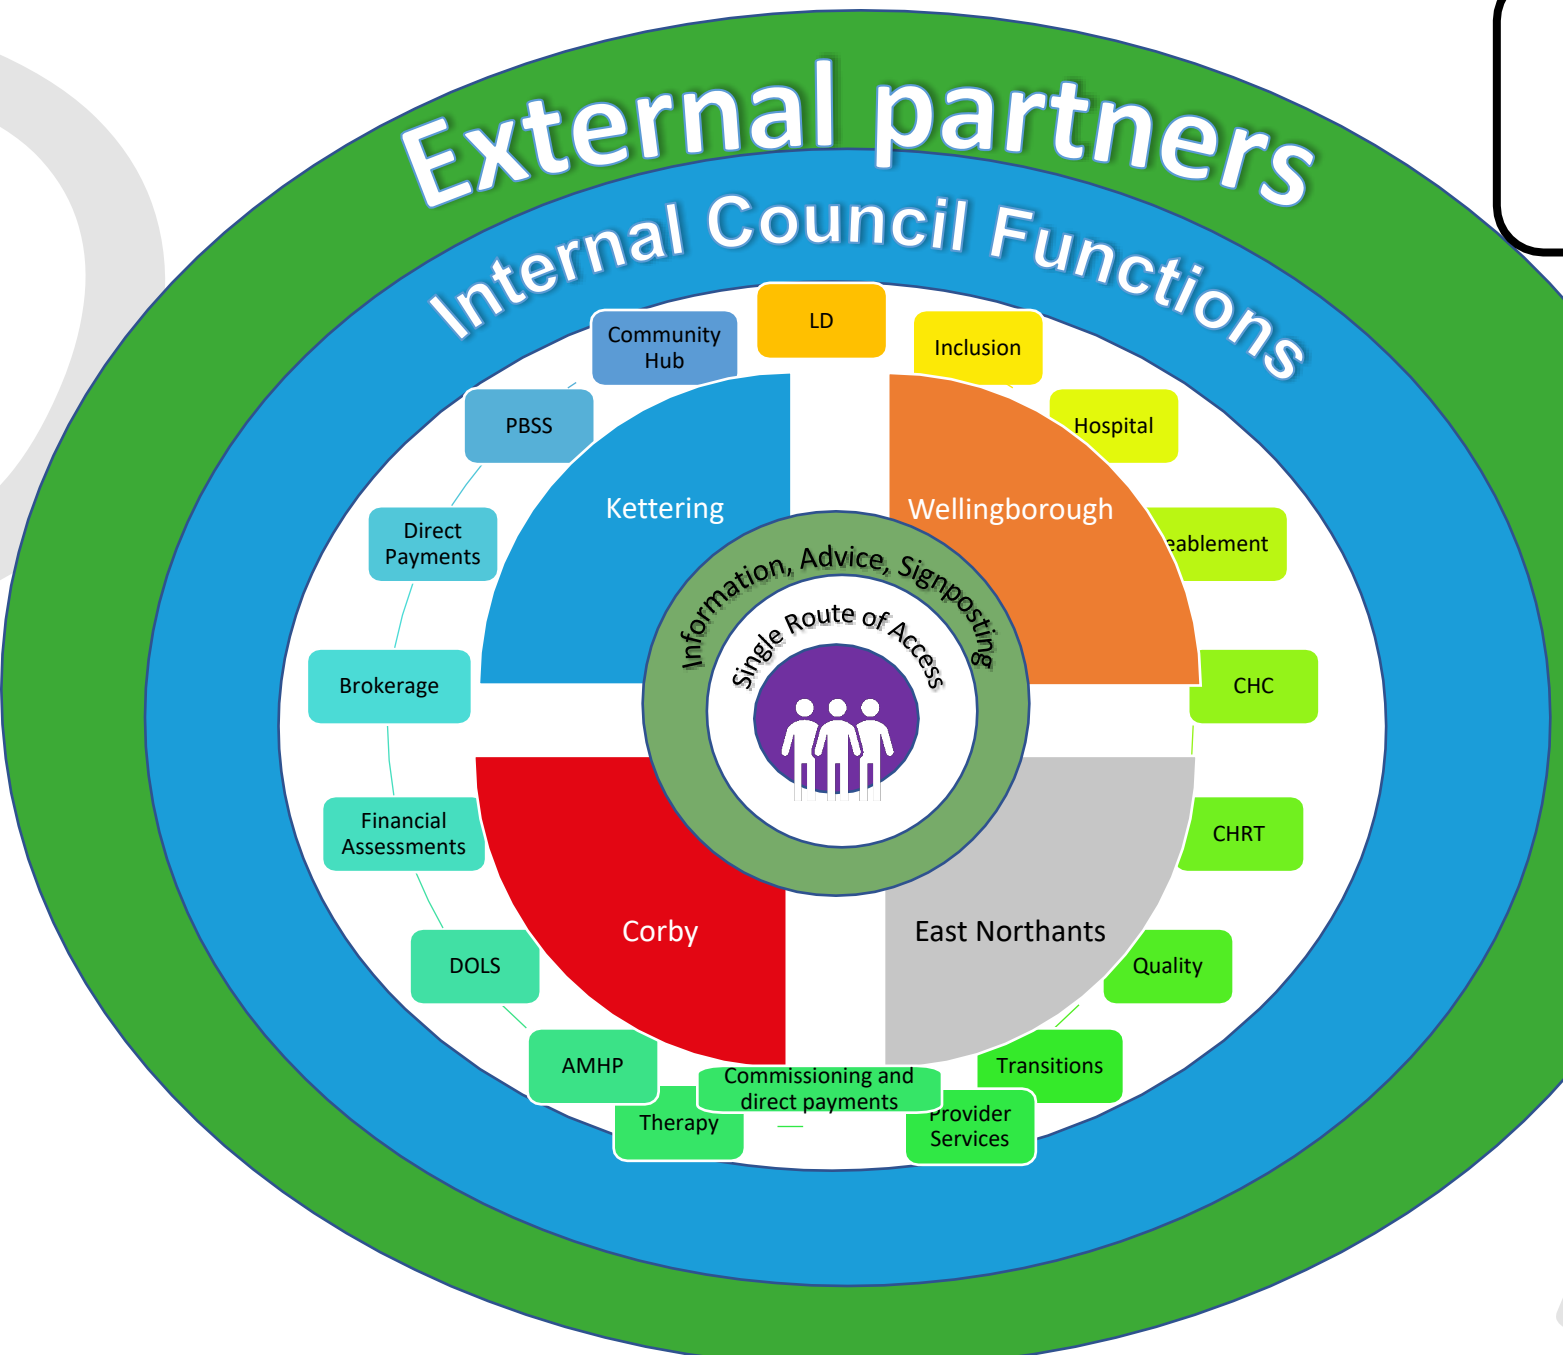 External partners
Internal Council Functions
LD
Community
Hub
Inclusion
PBSS
Hospital
Direct
Payments
eablement
Kettering
Wellingborough
Information, Advice, Signposting
Single Route of Access
Brokerage
CHC
Financial
Assessments
CHRT
Corby
East Northants
DOLS
Quality
AMHP
Transitions
Commissioning and
direct payments
Therapy
Provider
Services